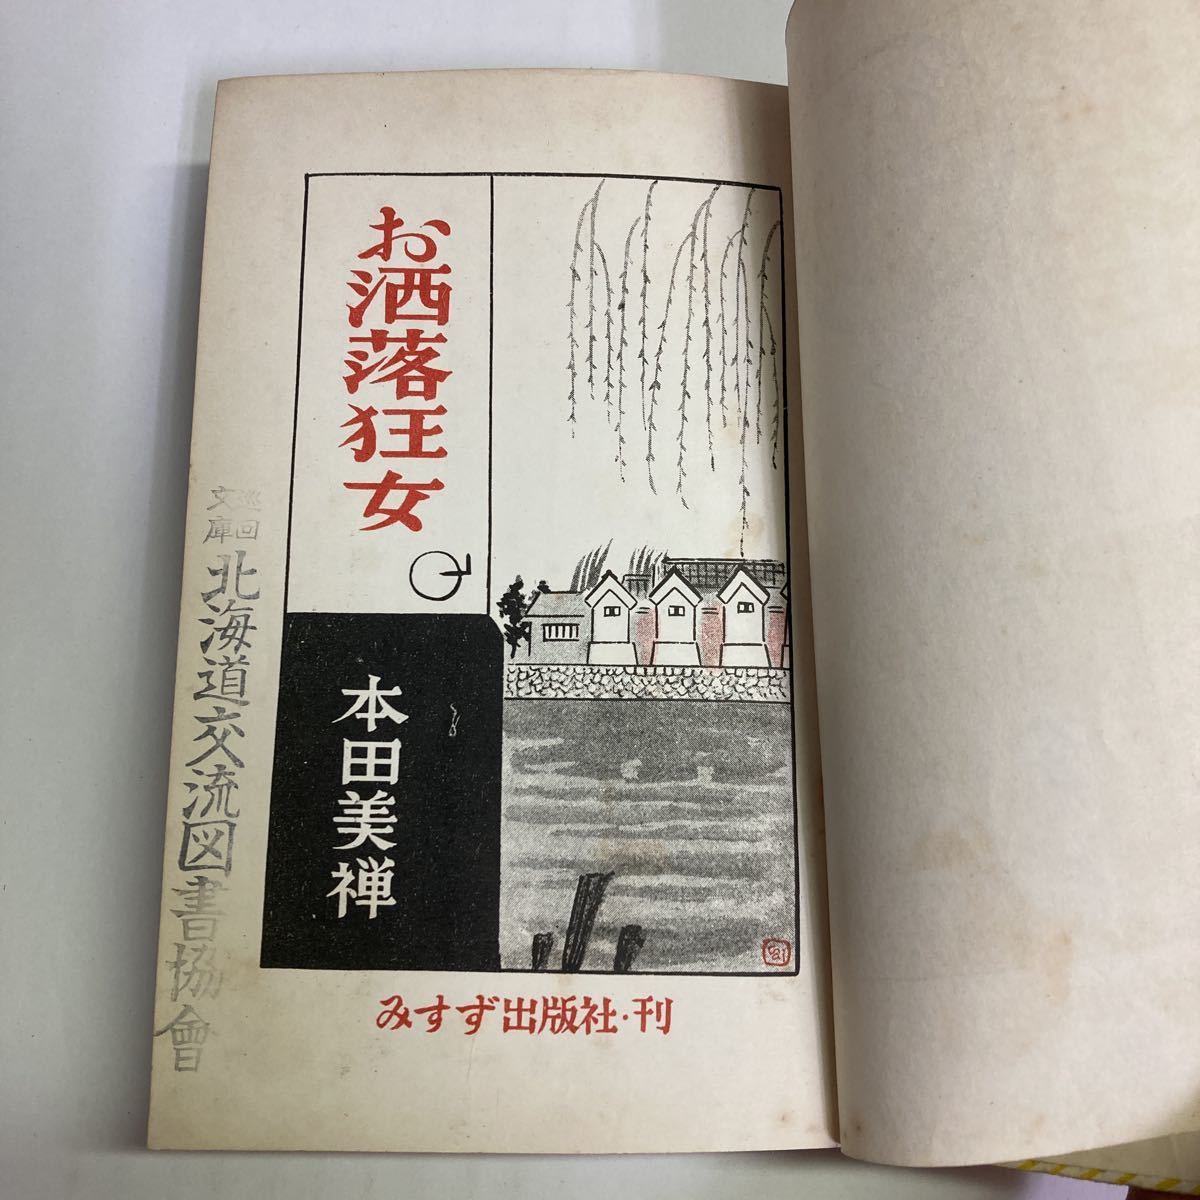 お洒落狂女
本田美禅
みすず出版社・刊
巡回
文庫
北海道交流図書協會